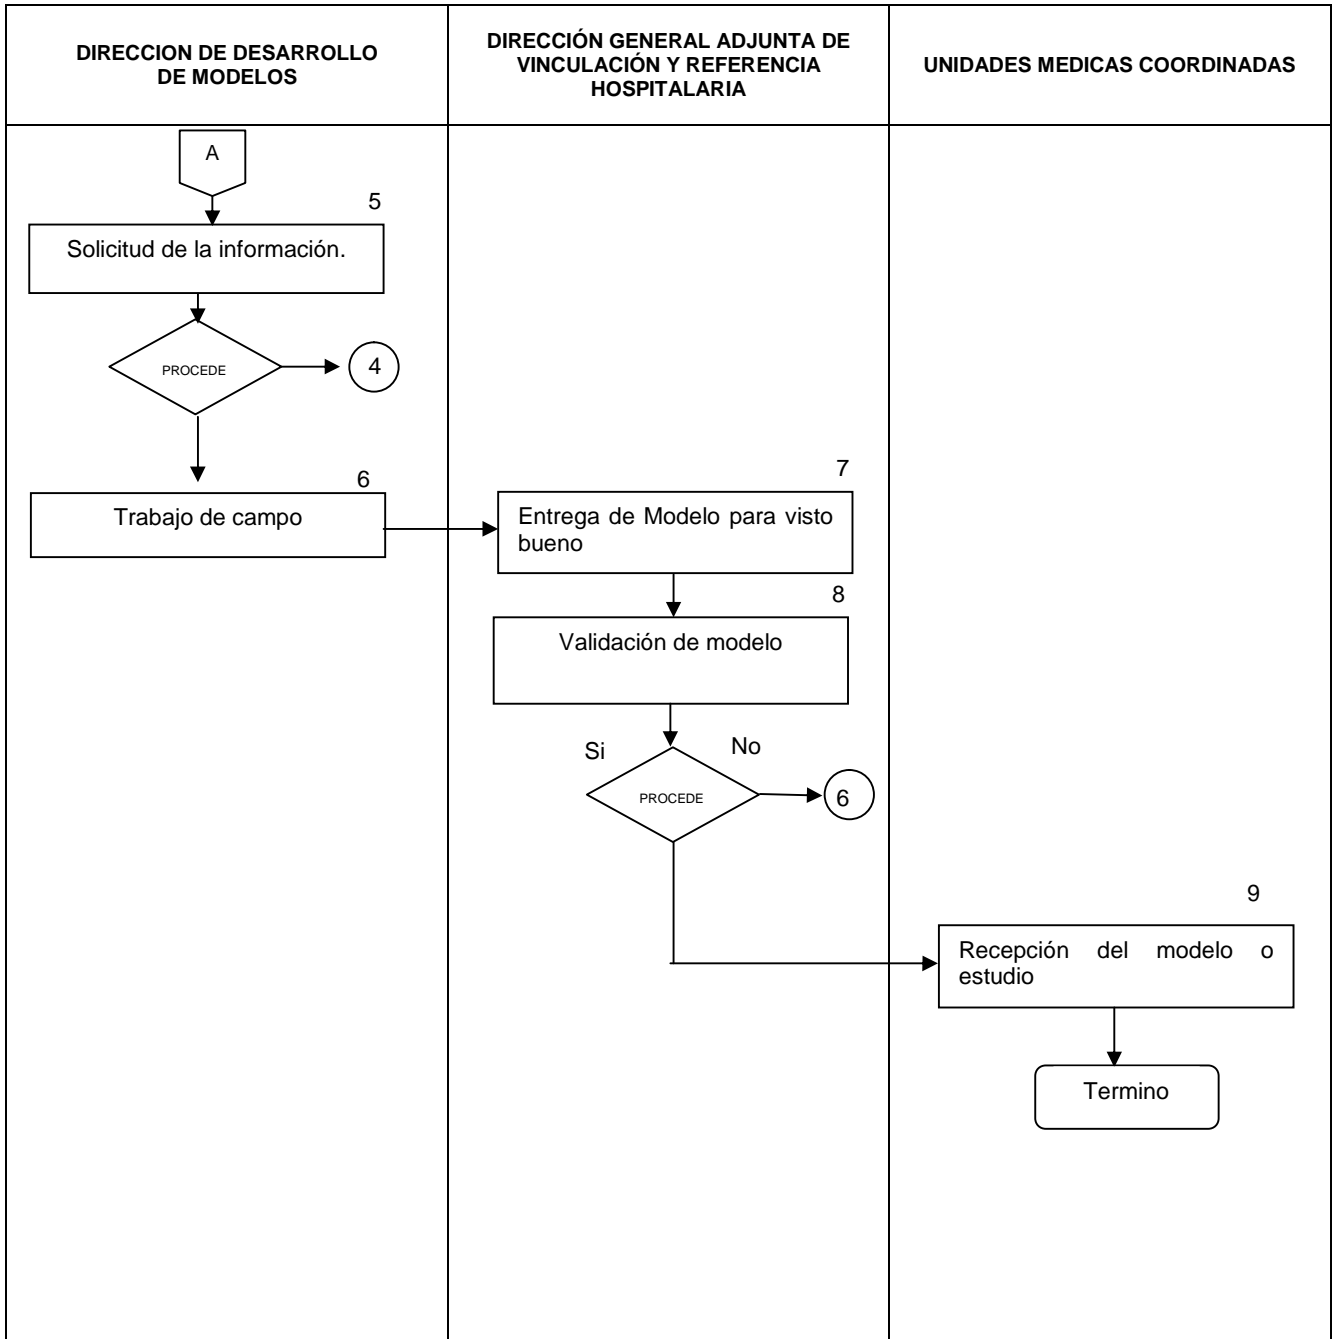 DIRECCION DE DESARROLLO
DE MODELOS
DIRECCIÓN GENERAL ADJUNTA DE
VINCULACIÓN Y REFERENCIA
HOSPITALARIA
UNIDADES MEDICAS COORDINADAS
A
5
Solicitud de la información.
PROCEDE
4
6
Trabajo de campo
7
Entrega de Modelo para visto
bueno
8
Validación de modelo
Si
No
PROCEDE
6
9
Recepción del modelo o
estudio
Termino